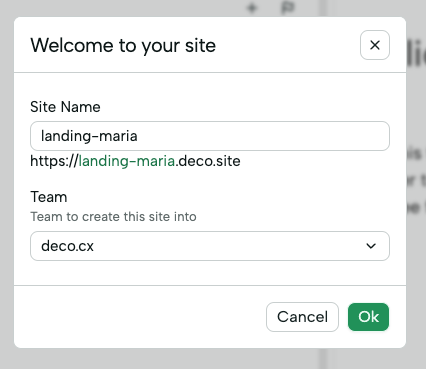 Welcome to your site
Site Name
landing-maria
https://landing-maria.deco.site
Team
Team to create this site into
deco.cx
Cancel
Ok